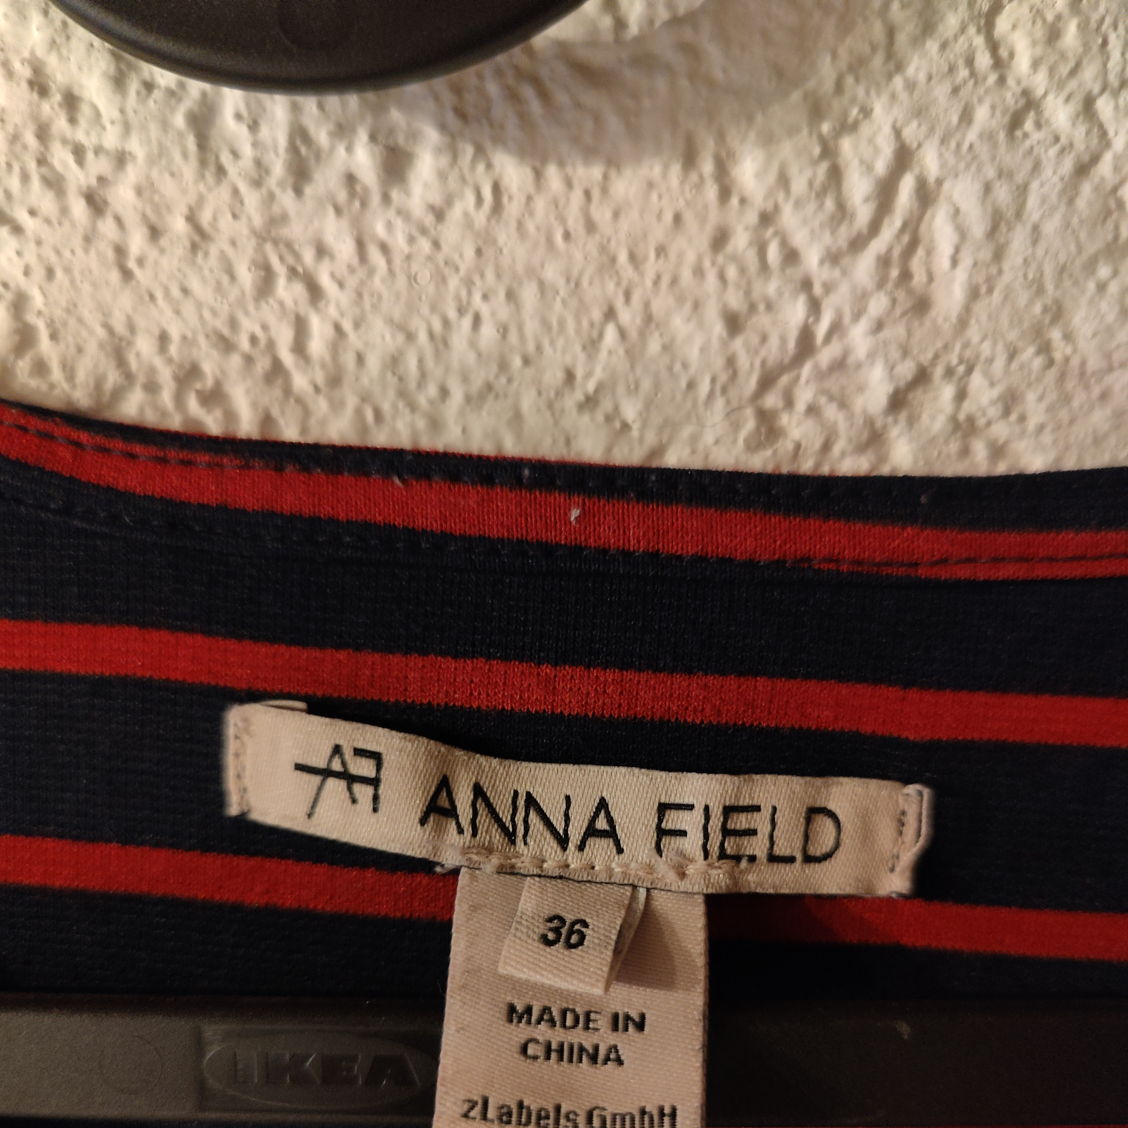 AF ANNA FIELD
36
MADE IN
CHINA
zLabels GmbH
IKEA